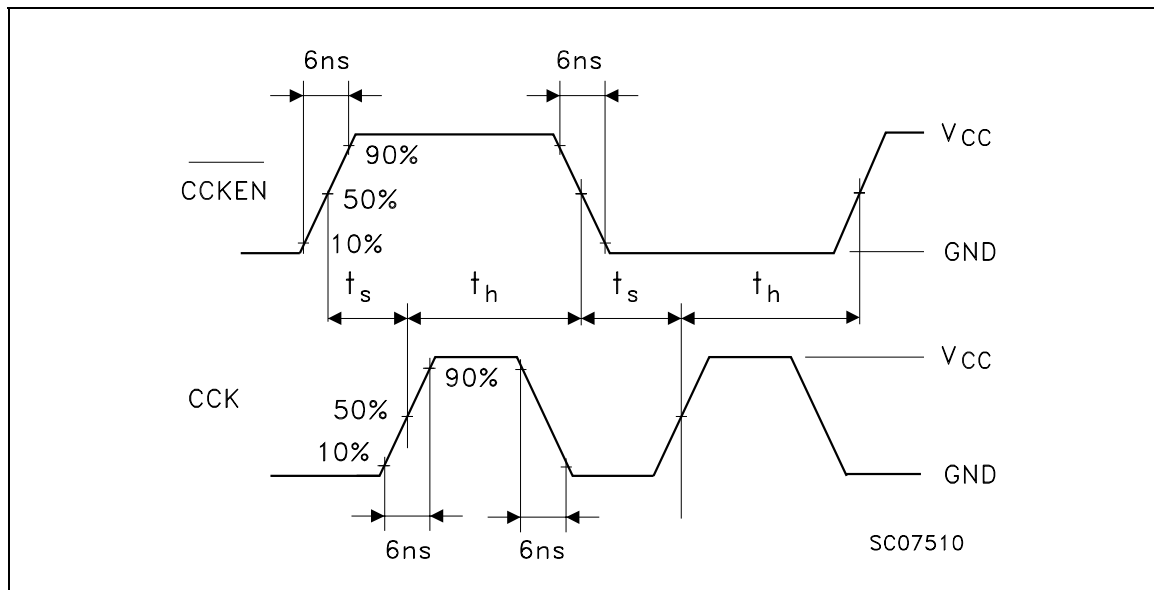 6ns 6ns
VCC
90%
CCKEN
50%
10%
GND
ts th ts th
VCC
90%
CCK
50%
10%
GND
6ns 6ns
SC07510